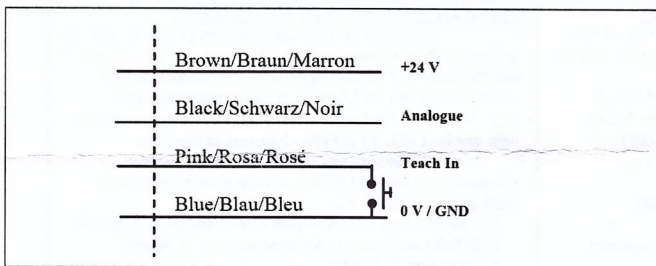 Brown/Braun/Marron +24 V
Black/Schwarz/Noir Analogue
Pink/Rosa/Rosé Teach In
Blue/Blau/Bleu 0 V / GND